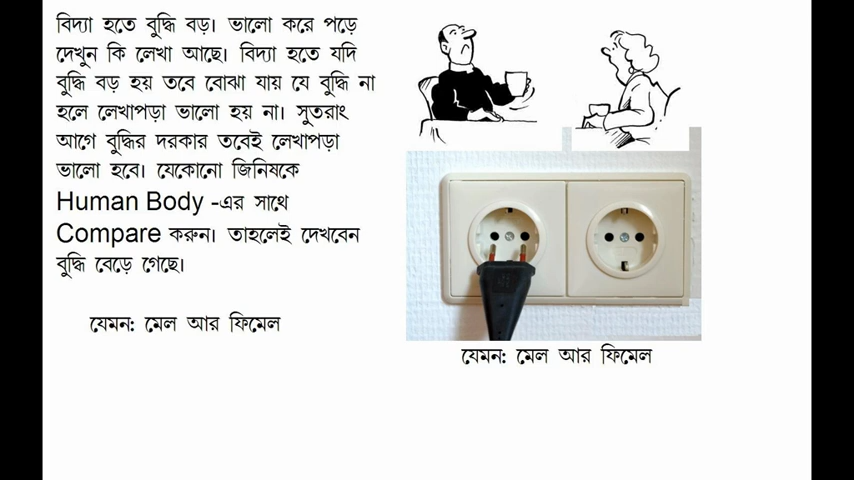 বিদ্যা হতে বুদ্ধি বড়। ভালো করে পড়ে
দেখুন কি লেখা আছে। বিদ্যা হতে যদি
বুদ্ধি বড় হয় তবে বোঝা যায় যে বুদ্ধি না
হলে লেখাপড়া ভালো হয় না। সুতরাং
আগে বুদ্ধির দরকার তবেই লেখাপড়া
ভালো হবে। যেকোনো জিনিষকে
Human Body -এর সাথে
Compare করুন। তাহলেই দেখবেন
বুদ্ধি বেড়ে গেছে।
যেমন: মেল আর ফিমেল
যেমন: মেল আর ফিমেল